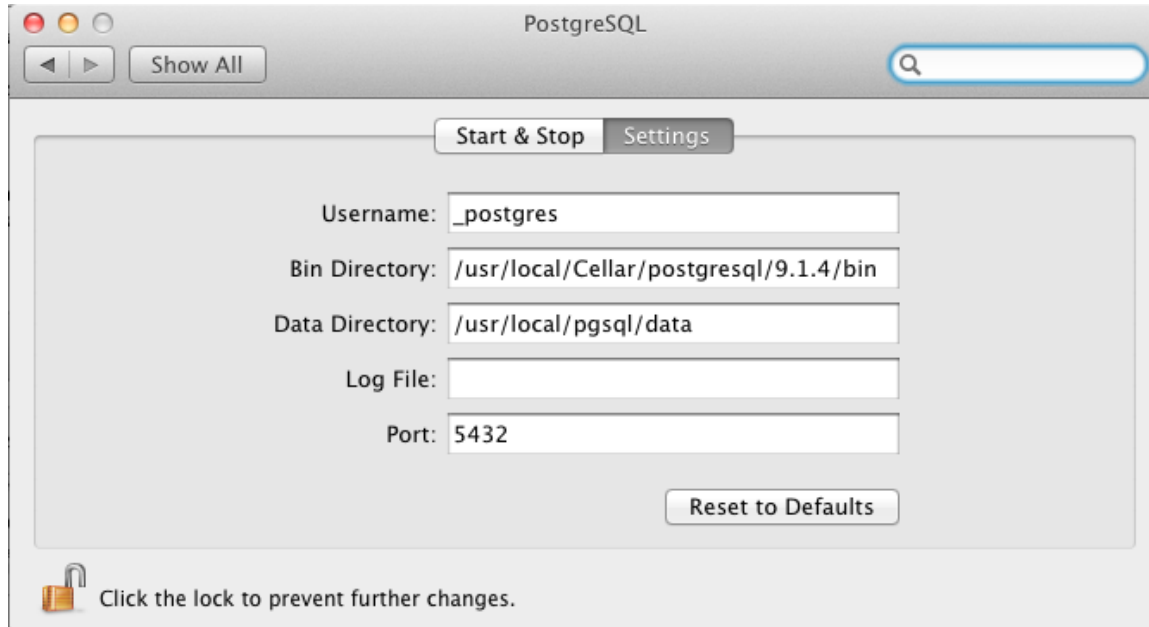 PostgreSQL
Show All
Start & Stop Settings
Username: _postgres
Bin Directory: /usr/local/Cellar/postgresql/9.1.4/bin
Data Directory: /usr/local/pgsql/data
Log File:
Port: 5432
Reset to Defaults
Click the lock to prevent further changes.